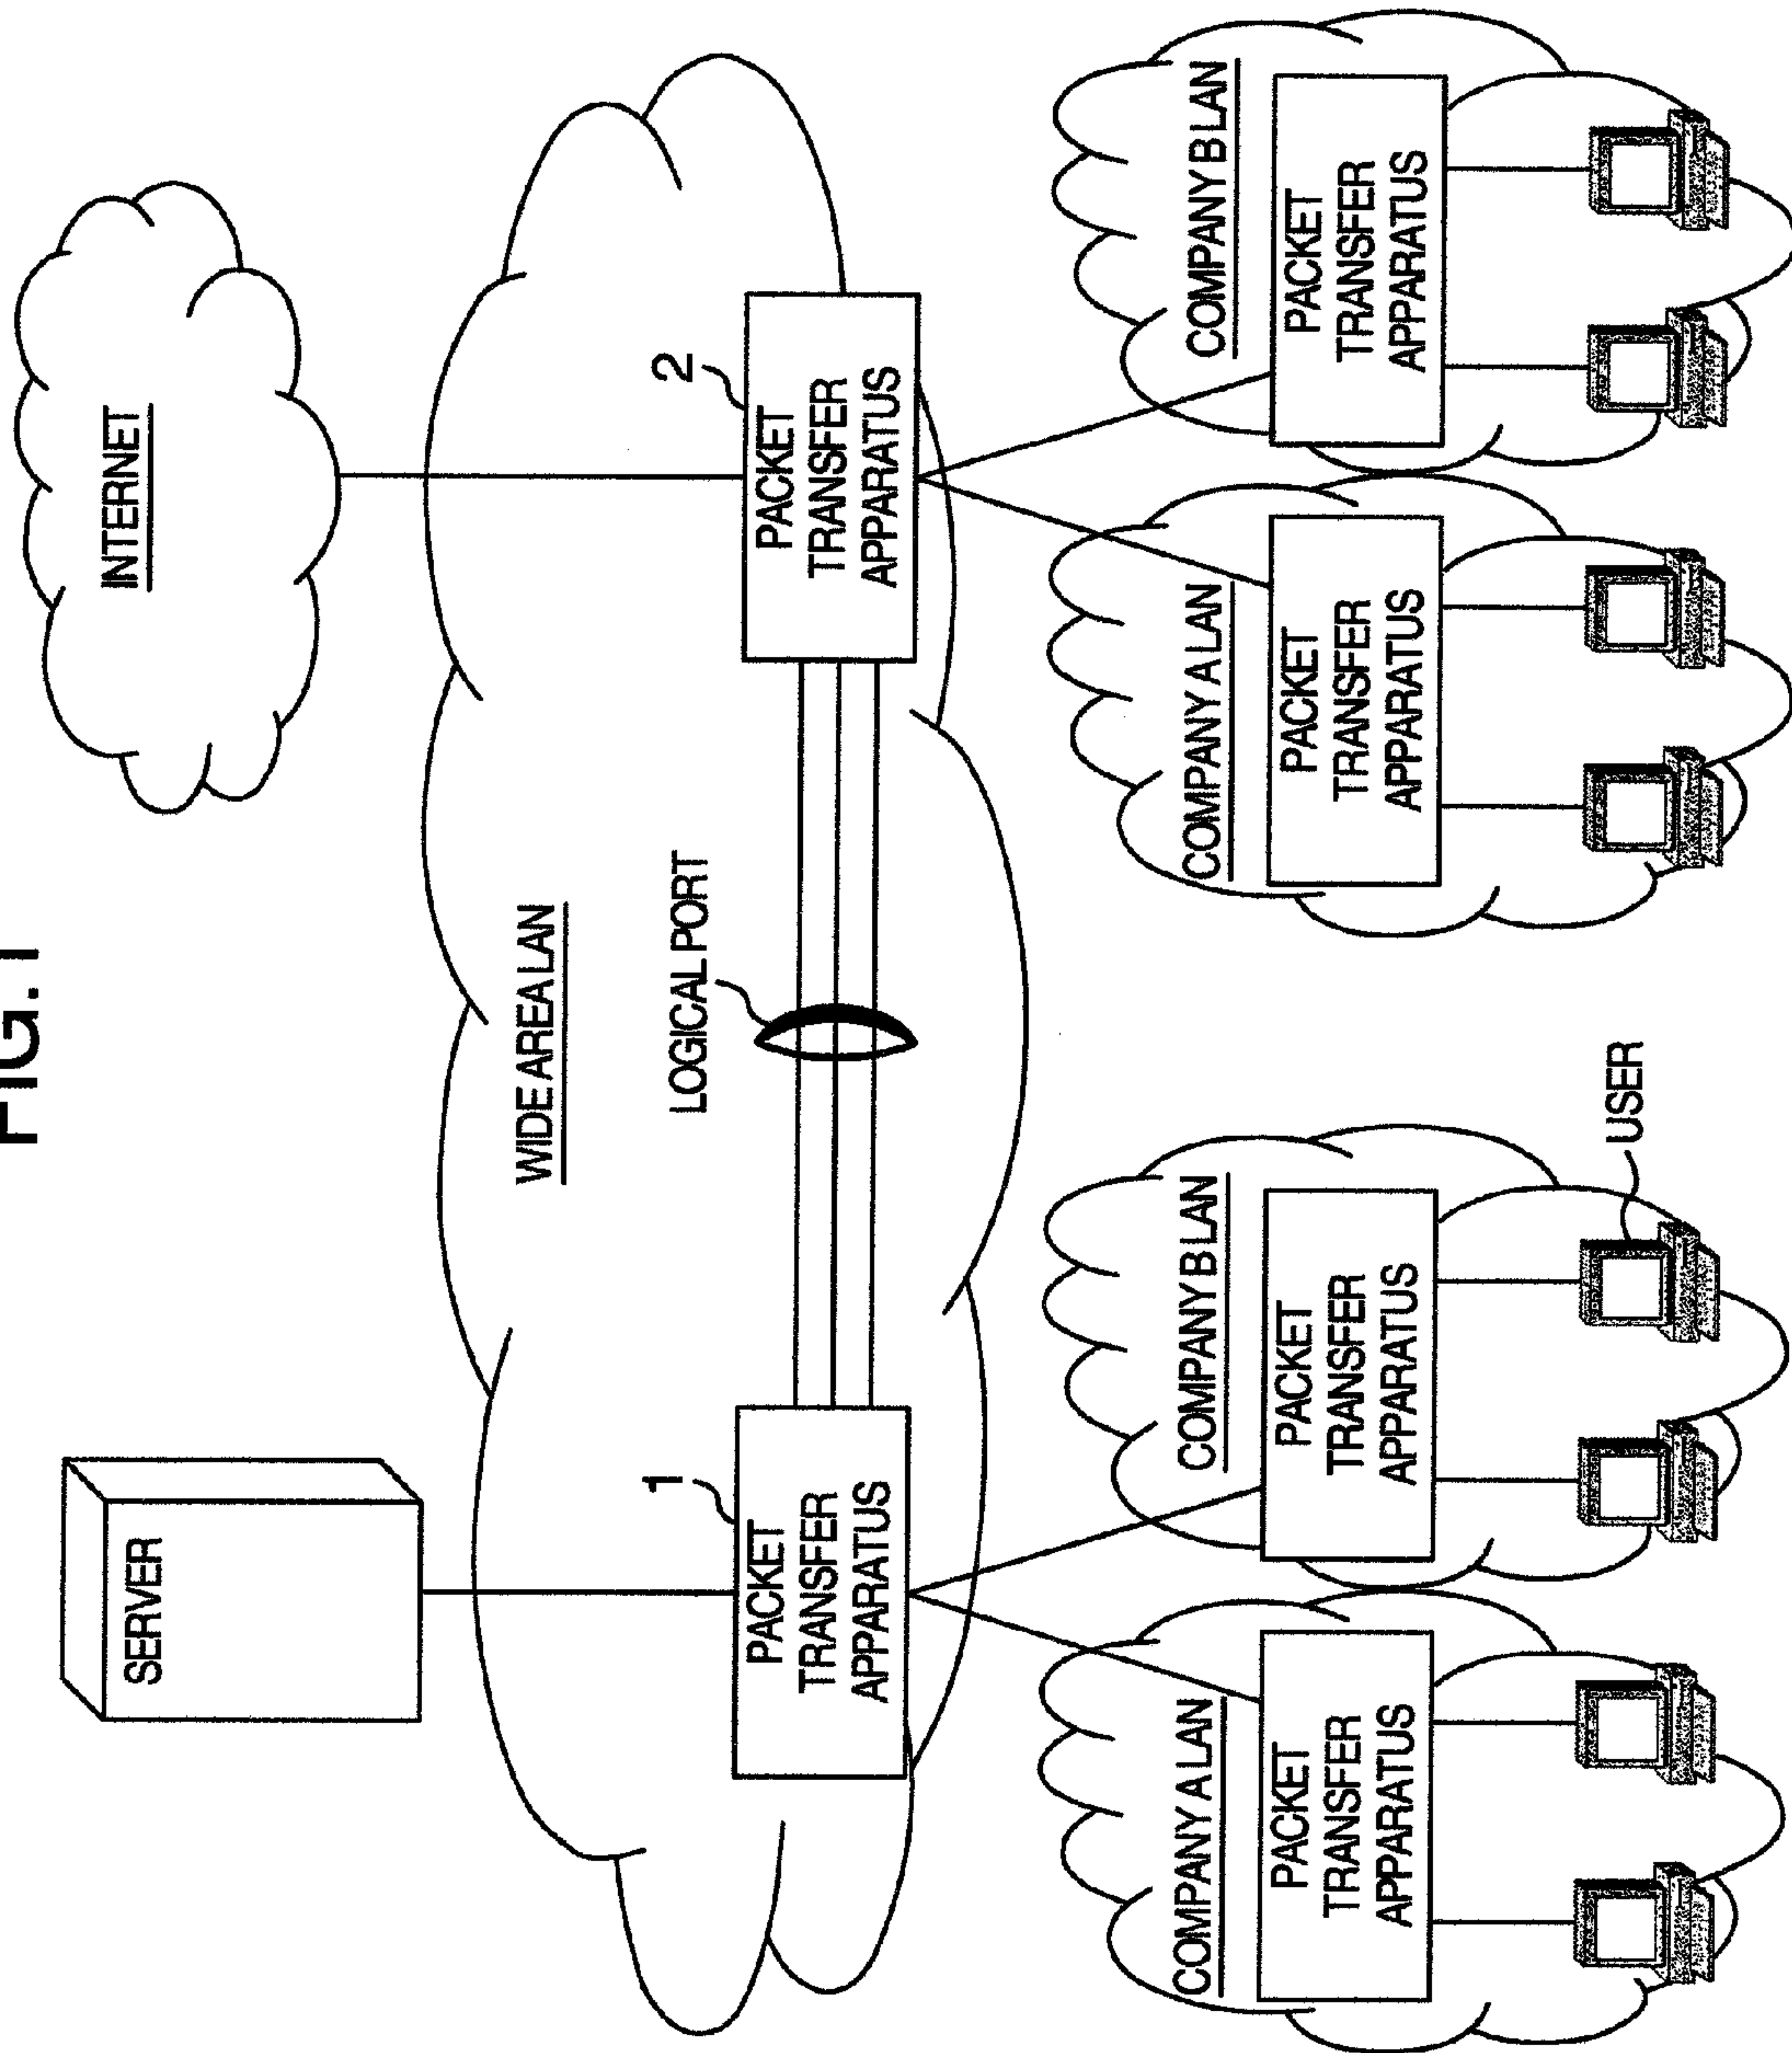 FIG.1
SERVER
INTERNET
WIDE AREA LAN
LOGICAL PORT
1
PACKET
TRANSFER
APPARATUS
2
PACKET
TRANSFER
APPARATUS
COMPANY A LAN
PACKET
TRANSFER
APPARATUS
COMPANY B LAN
PACKET
TRANSFER
APPARATUS
USER
COMPANY A LAN
PACKET
TRANSFER
APPARATUS
COMPANY B LAN
PACKET
TRANSFER
APPARATUS